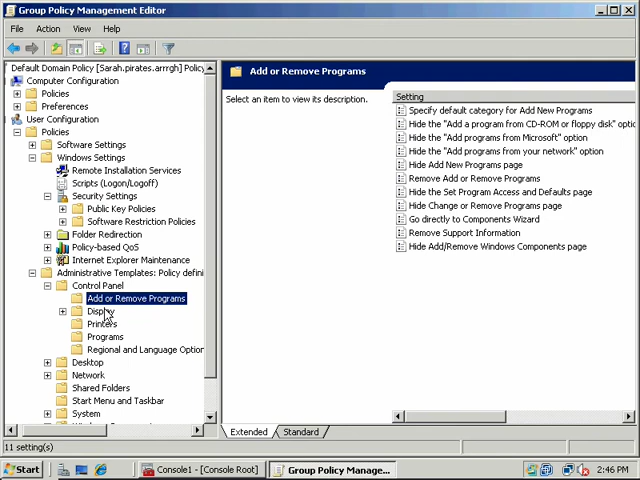 Group Policy Management Editor
File Action View Help
Default Domain Policy [Sarah.pirates.arrrgh] Policy
Computer Configuration
Policies
Preferences
User Configuration
Policies
Software Settings
Windows Settings
Remote Installation Services
Scripts (Logon/Logoff)
Security Settings
Public Key Policies
Software Restriction Policies
Folder Redirection
Policy-based QoS
Internet Explorer Maintenance
Administrative Templates: Policy defini
Control Panel
Add or Remove Programs
Display
Printers
Programs
Regional and Language Option
Desktop
Network
Shared Folders
Start Menu and Taskbar
System
Add or Remove Programs
Select an item to view its description.
Setting
Specify default category for Add New Programs
Hide the "Add a program from CD-ROM or floppy disk" optio
Hide the "Add programs from Microsoft" option
Hide the "Add programs from your network" option
Hide Add New Programs page
Remove Add or Remove Programs
Hide the Set Program Access and Defaults page
Hide Change or Remove Programs page
Go directly to Components Wizard
Remove Support Information
Hide Add/Remove Windows Components page
Extended Standard
11 setting(s)
Start Console1 - [Console Root] Group Policy Manage... 2:46 PM